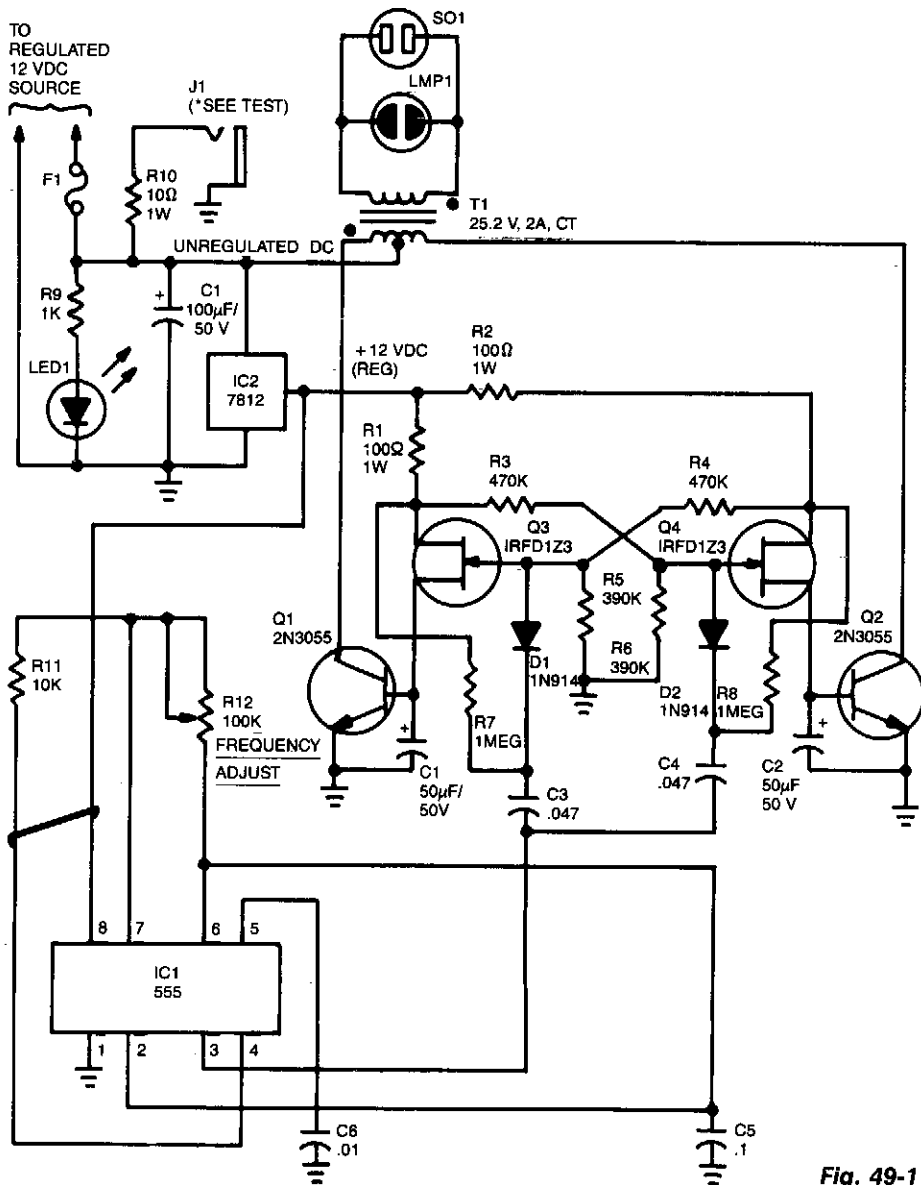 TO
REGULATED
12 VDC
SOURCE
SO1
LMP1
J1
(*SEE TEST)
F1
R10
10Ω
1W
T1
25.2 V, 2A, CT
UNREGULATED DC
R9
1K
+
C1
100µF/
50 V
LED1
IC2
7812
+ 12 VDC
(REG)
R2
100Ω
1W
R1
100Ω
1W
R3
470K
R4
470K
Q3
IRFD1Z3
Q4
IRFD1Z3
Q1
2N3055
R5
390K
R6
390K
Q2
2N3055
D1
1N914
D2
1N914
R8
1MEG
R7
1MEG
R11
10K
R12
100K
FREQUENCY
ADJUST
+
C1
50µF/
50V
C3
.047
C4
.047
+
C2
50µF
50 V
8
7
6
5
IC1
555
1
2
3
4
C6
.01
C5
.1
Fig. 49-1